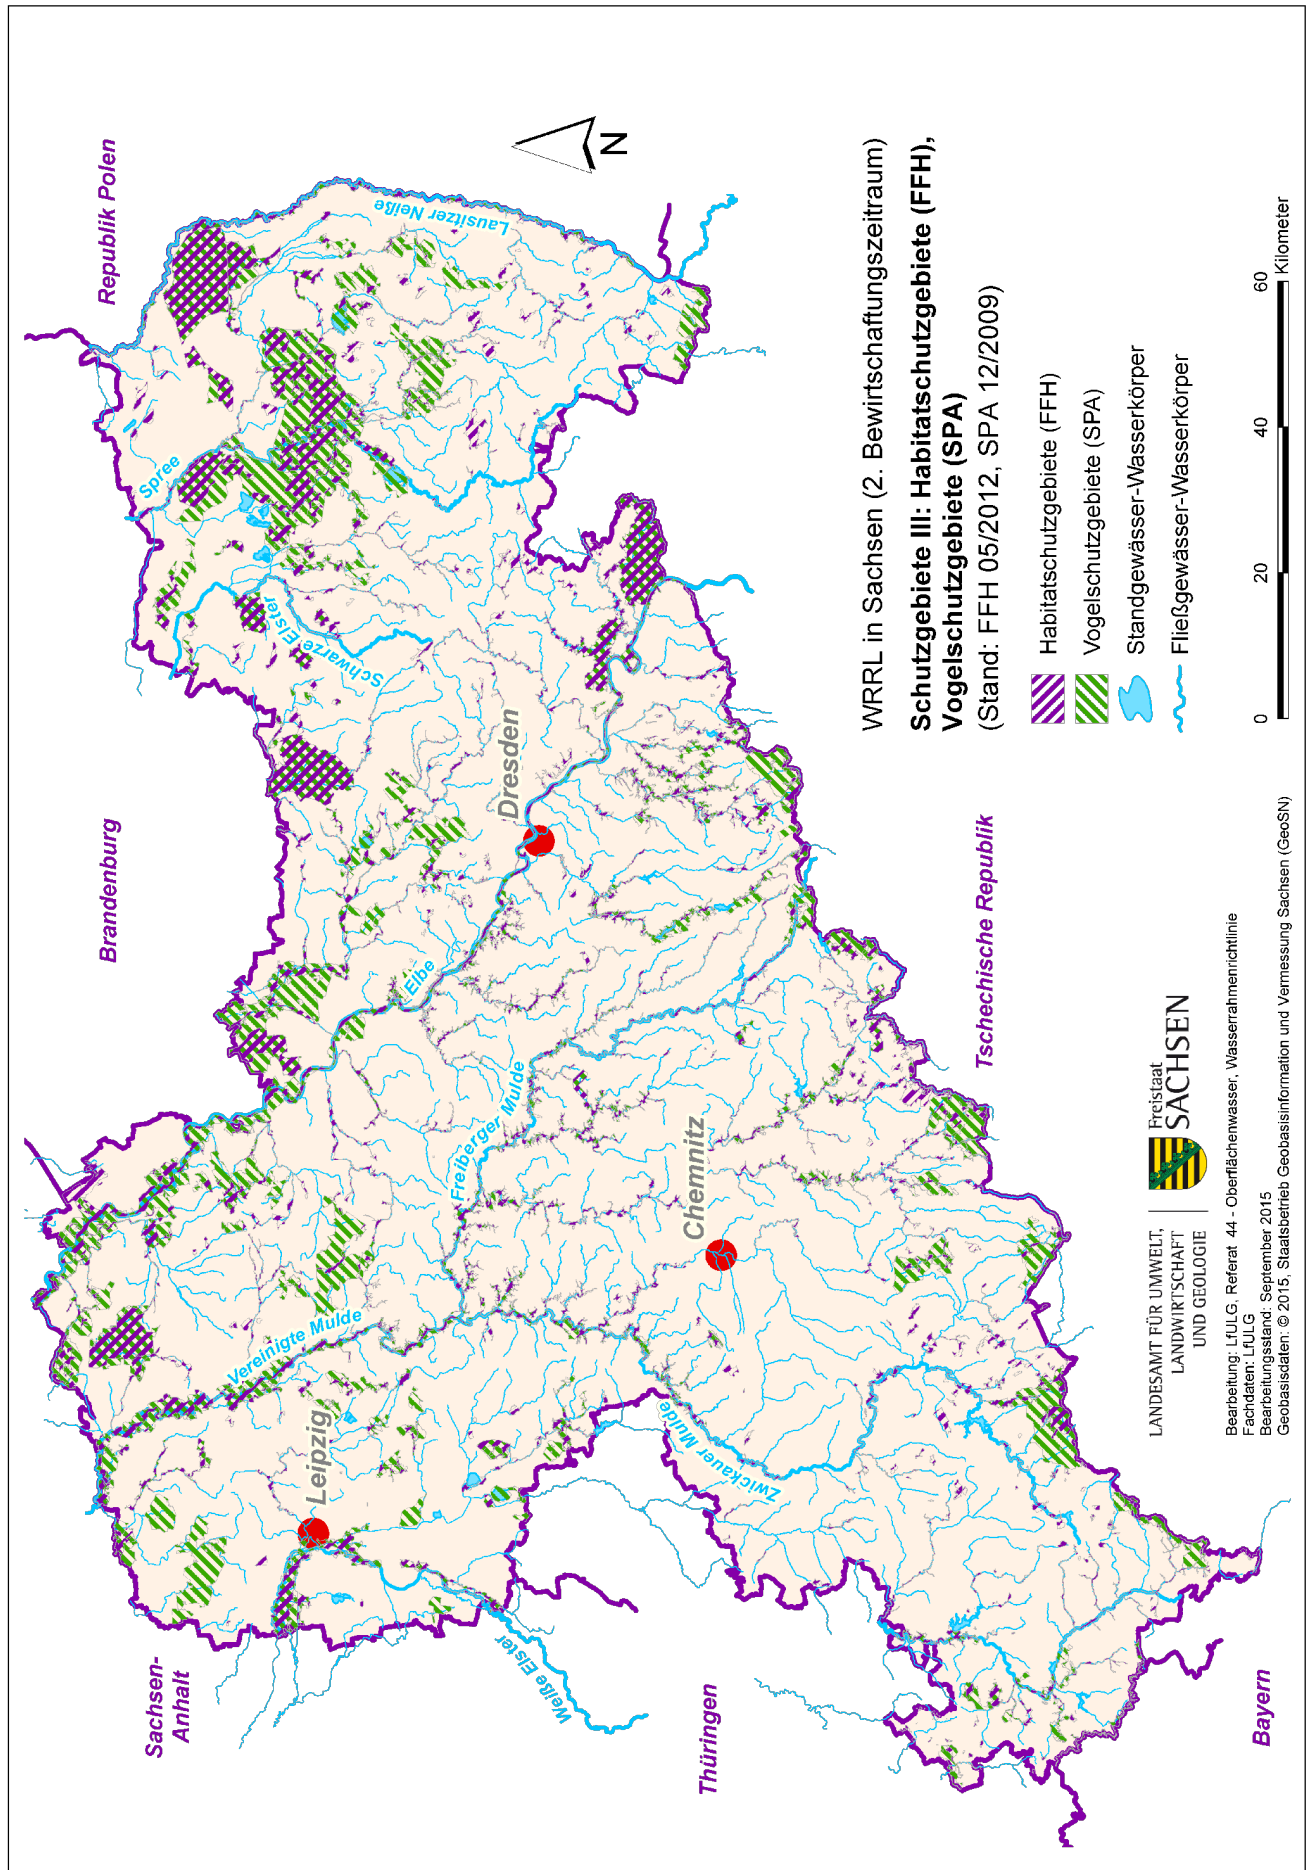 Republik Polen
Brandenburg
Sachsen-
Anhalt
Thüringen
Bayern
Tschechische Republik
Lausitzer Neiße
Spree
Schwarze Elster
Elbe
Freiberger Mulde
Vereinigte Mulde
Zwickauer Mulde
Weiße Elster
Dresden
Chemnitz
Leipzig
N
WRRL in Sachsen (2. Bewirtschaftungszeitraum)
Schutzgebiete III: Habitatschutzgebiete (FFH),
Vogelschutzgebiete (SPA)
(Stand: FFH 05/2012, SPA 12/2009)
Habitatschutzgebiete (FFH)
Vogelschutzgebiete (SPA)
Standgewässer-Wasserkörper
Fließgewässer-Wasserkörper
0 20 40 60
Kilometer
LANDESAMT FÜR UMWELT,
LANDWIRTSCHAFT
UND GEOLOGIE
Freistaat
SACHSEN
Bearbeitung: LfULG, Referat 44 - Oberflächenwasser, Wasserrahmenrichtlinie
Fachdaten: LfULG
Bearbeitungsstand: September 2015
Geobasisdaten: © 2015, Staatsbetrieb Geobasisinformation und Vermessung Sachsen (GeoSN)